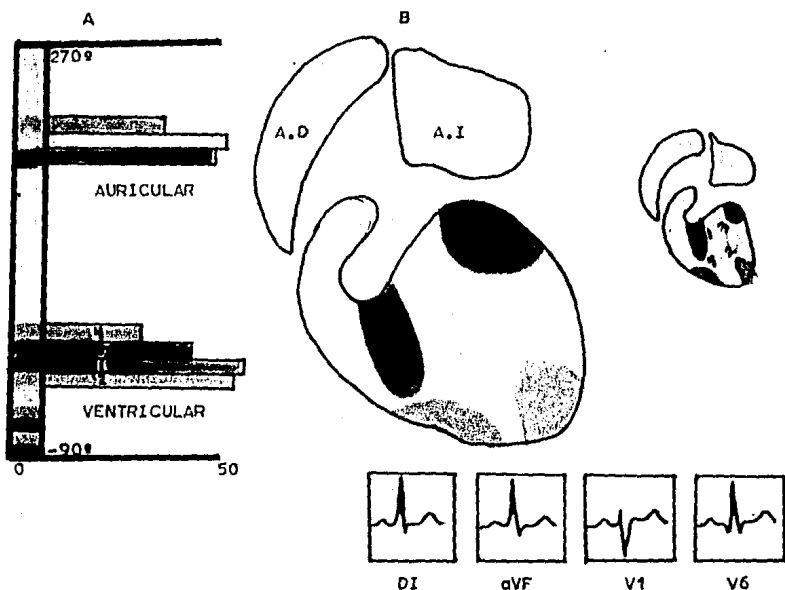 A
B
270º
A.D
A.I
AURICULAR
VENTRICULAR
-90º
0
50
DI
aVF
V1
V6